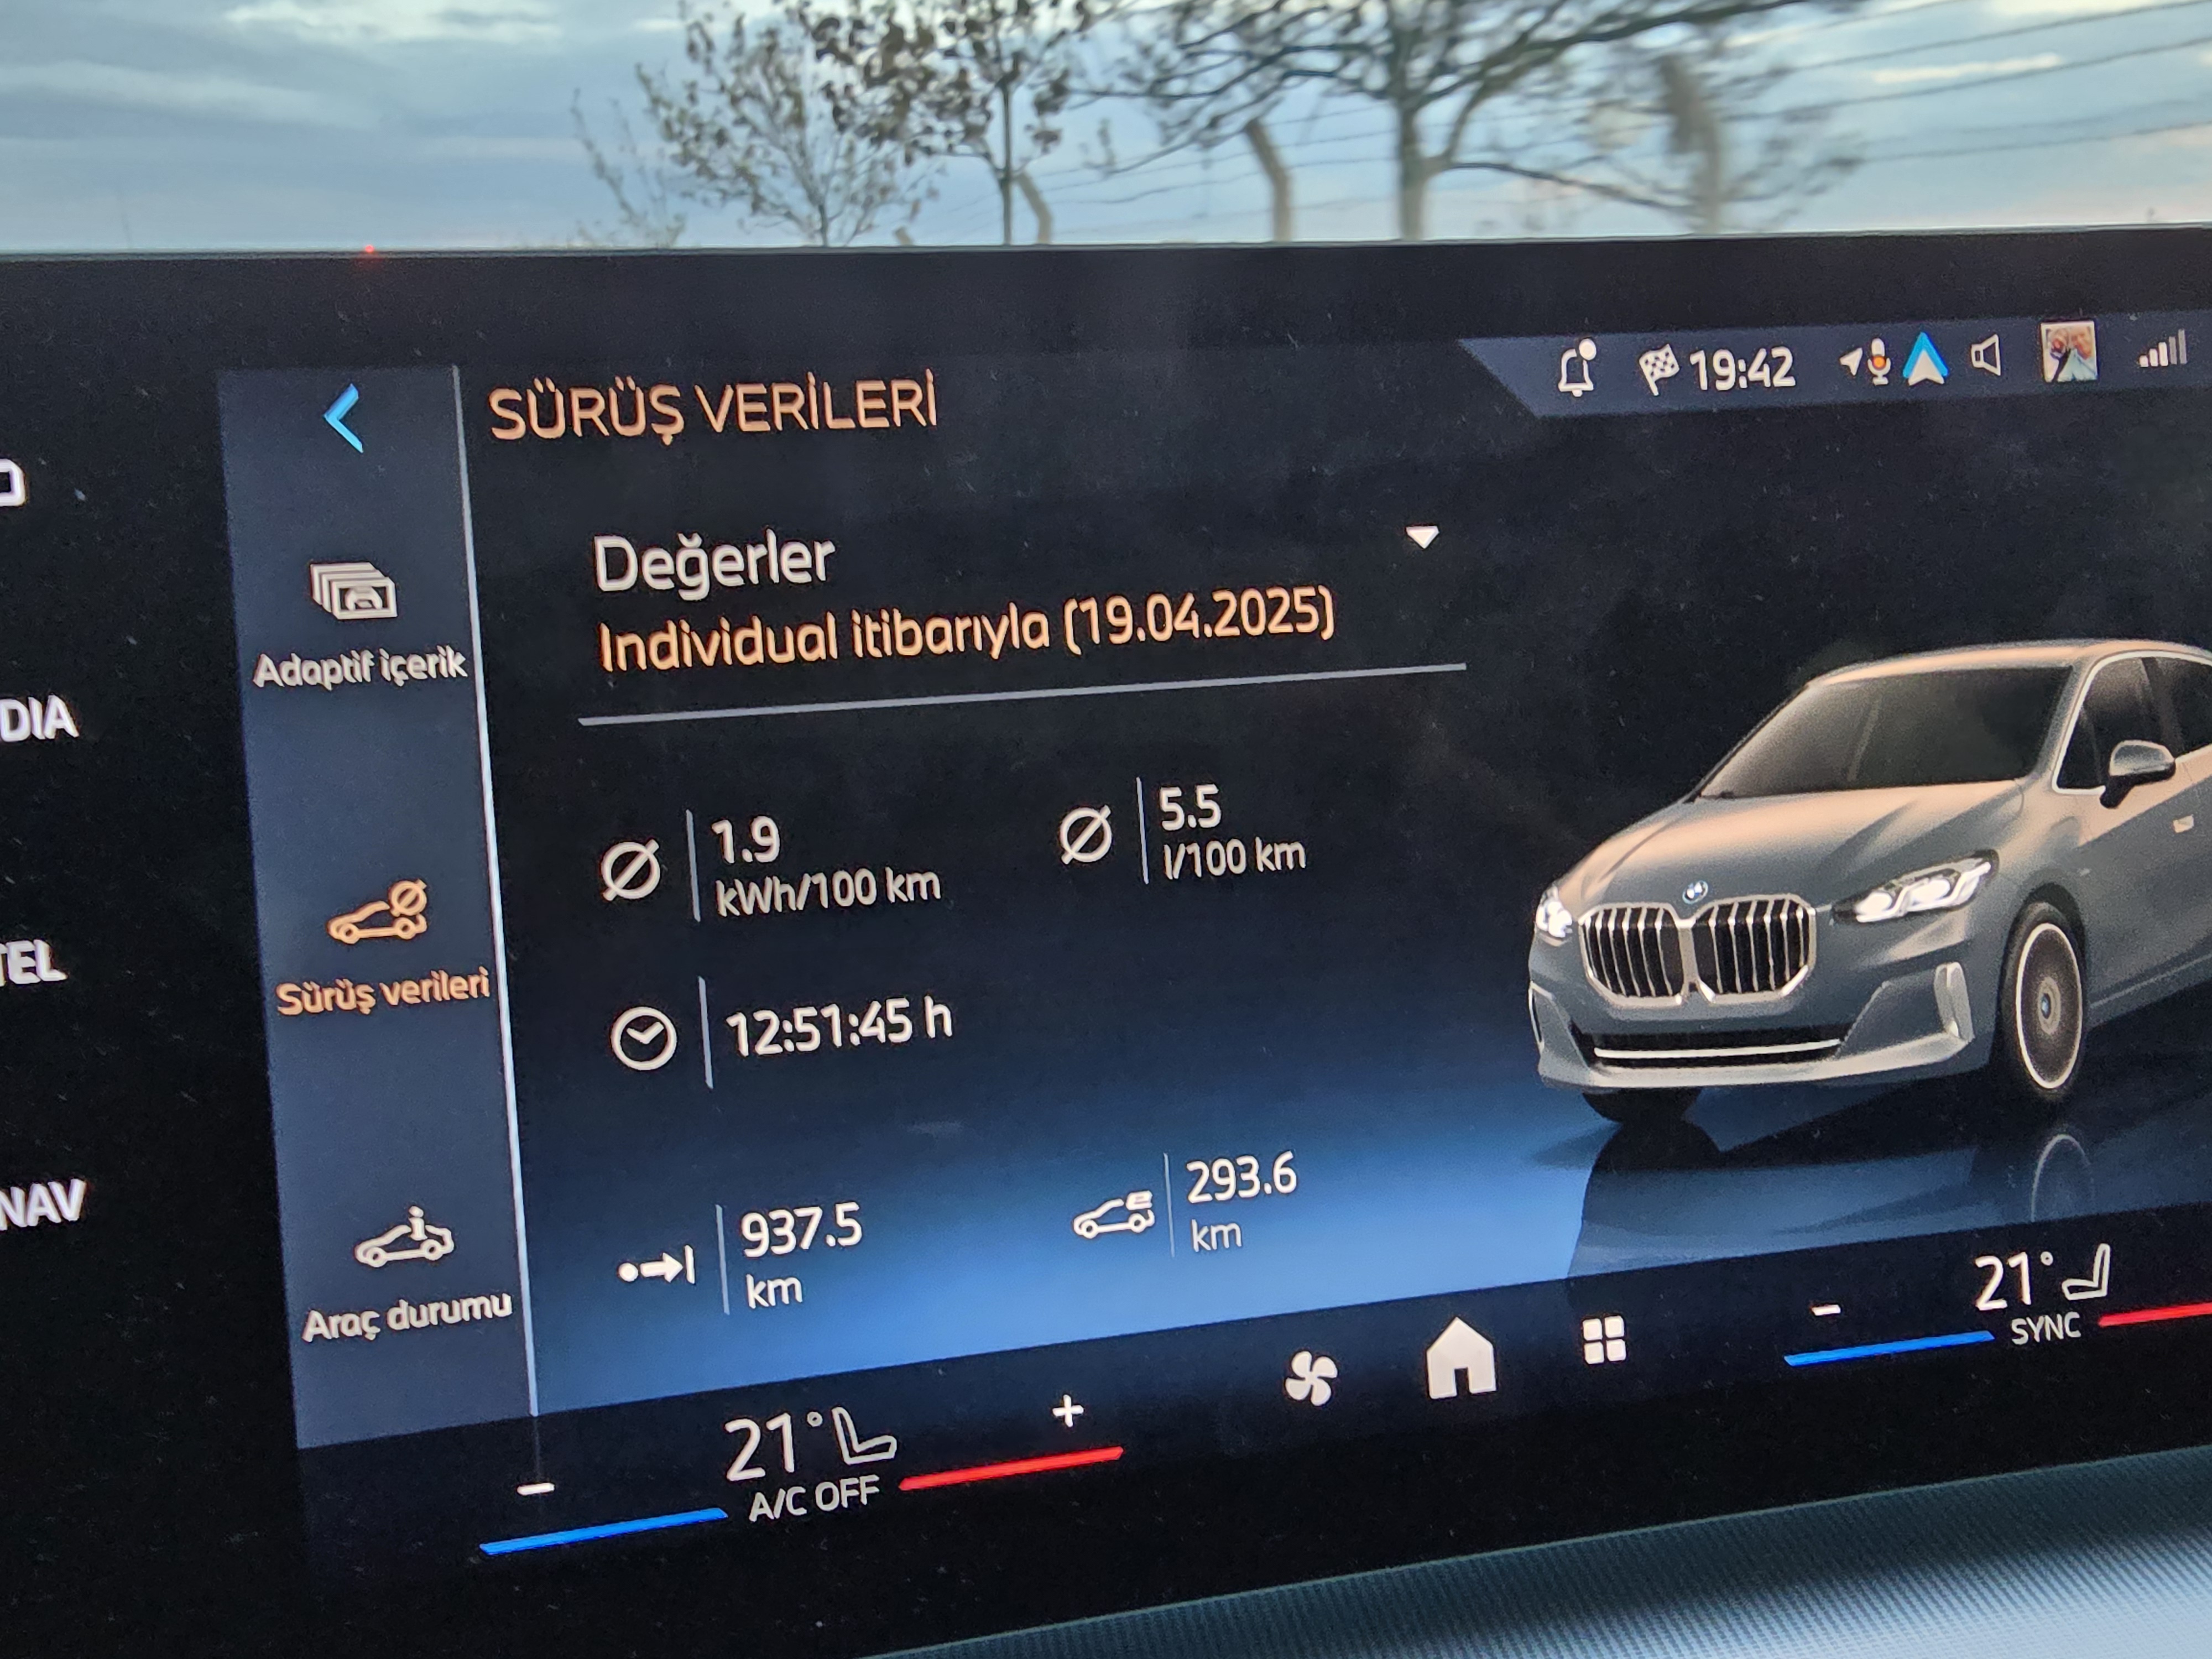 SÜRÜŞ VERİLERİ
19:42
Değerler
Individual itibarıyla (19.04.2025)
Adaptif içerik
DIA
1.9
kWh/100 km
5.5
l/100 km
Sürüş verileri
TEL
12:51:45 h
937.5
km
293.6
km
NAV
Araç durumu
21°
A/C OFF
21°
SYNC